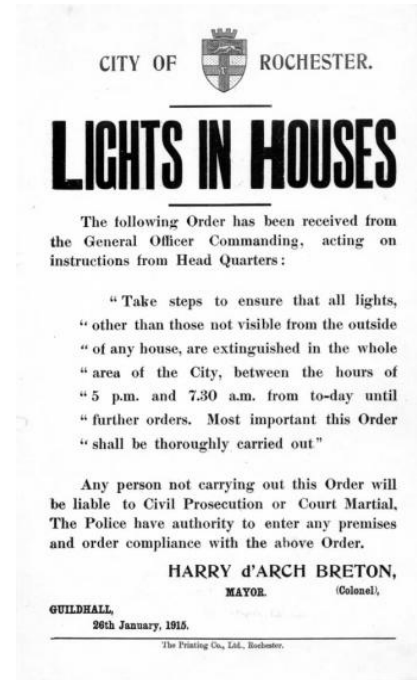 CITY OF ROCHESTER.
LIGHTS IN HOUSES
The following Order has been received from
the General Officer Commanding, acting on
instructions from Head Quarters :
“ Take steps to ensure that all lights,
“ other than those not visible from the outside
“ of any house, are extinguished in the whole
“ area of the City, between the hours of
“ 5 p.m. and 7.30 a.m. from to-day until
“ further orders. Most important this Order
“ shall be thoroughly carried out ”
Any person not carrying out this Order will
be liable to Civil Prosecution or Court Martial.
The Police have authority to enter any premises
and order compliance with the above Order.
HARRY d’ARCH BRETON,
MAYOR. (Colonel),
GUILDHALL,
26th January, 1915.
The Printing Co., Ltd., Rochester.